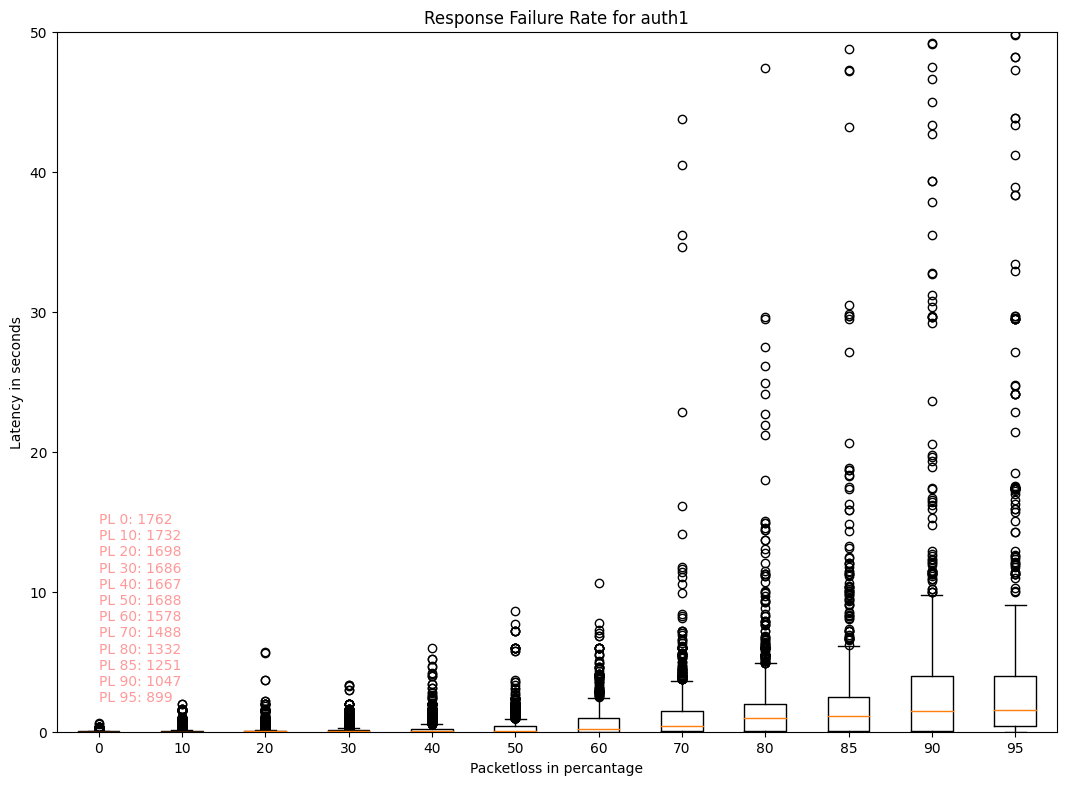 Response Failure Rate for auth1
50
40
30
20
10
0
Latency in seconds
PL 0: 1762
PL 10: 1732
PL 20: 1698
PL 30: 1686
PL 40: 1667
PL 50: 1688
PL 60: 1578
PL 70: 1488
PL 80: 1332
PL 85: 1251
PL 90: 1047
PL 95: 899
0 10 20 30 40 50 60 70 80 85 90 95
Packetloss in percantage